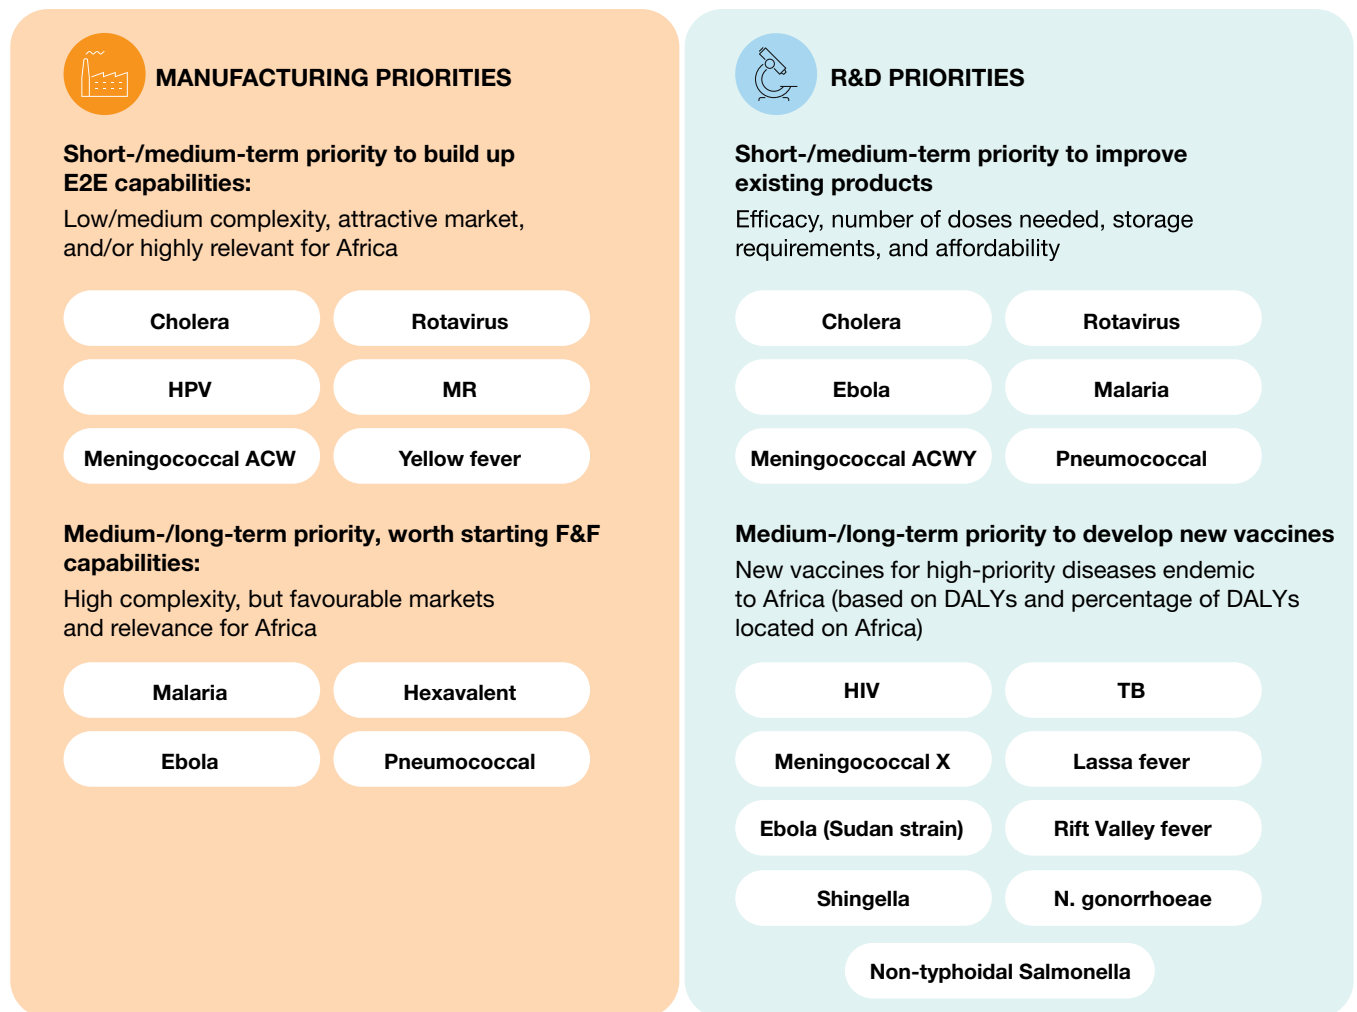 MANUFACTURING PRIORITIES
Short-/medium-term priority to build up
E2E capabilities:
Low/medium complexity, attractive market,
and/or highly relevant for Africa
Cholera
Rotavirus
HPV
MR
Meningococcal ACW
Yellow fever
Medium-/long-term priority, worth starting F&F
capabilities:
High complexity, but favourable markets
and relevance for Africa
Malaria
Hexavalent
Ebola
Pneumococcal
R&D PRIORITIES
Short-/medium-term priority to improve
existing products
Efficacy, number of doses needed, storage
requirements, and affordability
Cholera
Rotavirus
Ebola
Malaria
Meningococcal ACWY
Pneumococcal
Medium-/long-term priority to develop new vaccines
New vaccines for high-priority diseases endemic
to Africa (based on DALYs and percentage of DALYs
located on Africa)
HIV
TB
Meningococcal X
Lassa fever
Ebola (Sudan strain)
Rift Valley fever
Shingella
N. gonorrhoeae
Non-typhoidal Salmonella